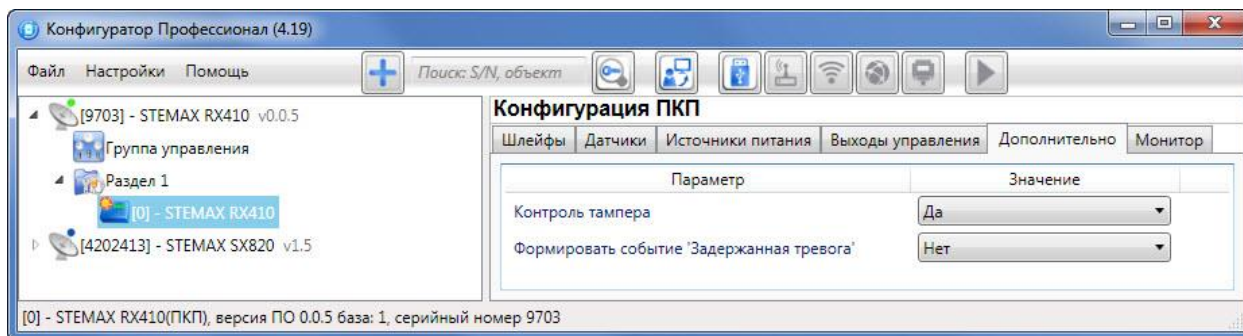 Конфигуратор Профессионал (4.19)
Файл Настройки Помощь Поиск: S/N, объект
[9703] - STEMAX RX410 v0.0.5
Группа управления
Раздел 1
[0] - STEMAX RX410
[4202413] - STEMAX SX820 v1.5
Конфигурация ПКП
Шлейфы Датчики Источники питания Выходы управления Дополнительно Монитор
Параметр Значение
Контроль тампера Да
Формировать событие 'Задержанная тревога' Нет
[0] - STEMAX RX410(ПКП), версия ПО 0.0.5 база: 1, серийный номер 9703